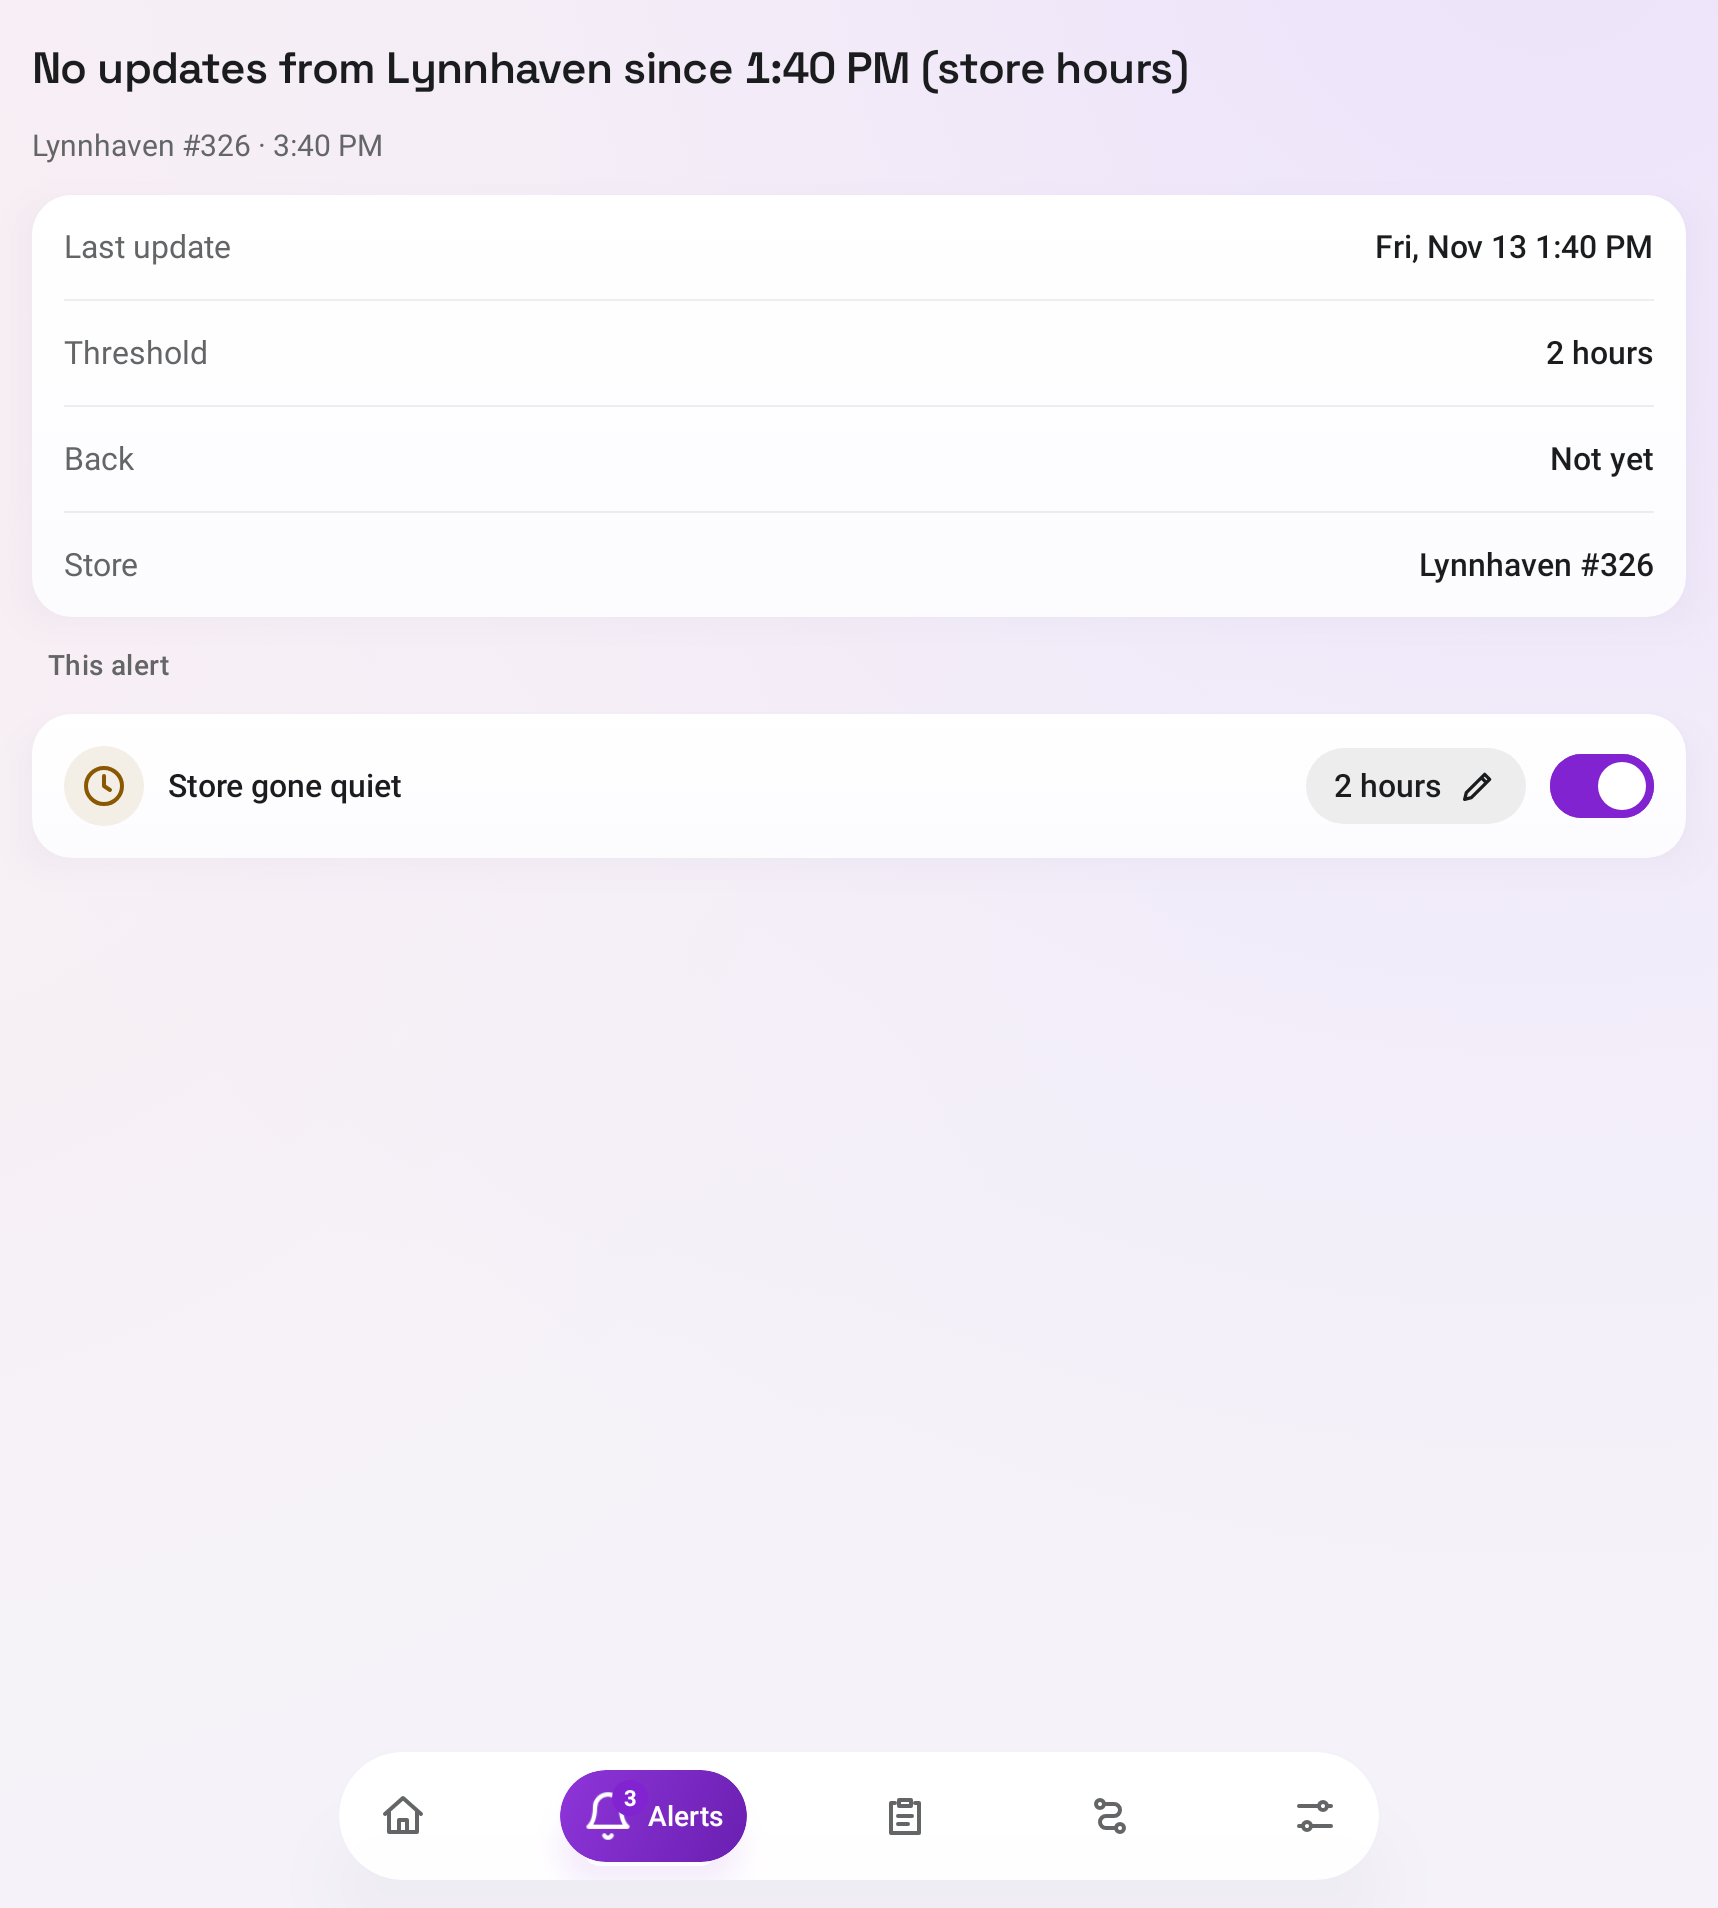 No updates from Lynnhaven since 1:40 PM (store hours)
Lynnhaven #326 · 3:40 PM
Last update Fri, Nov 13 1:40 PM
Threshold 2 hours
Back Not yet
Store Lynnhaven #326
This alert
Store gone quiet 2 hours
3 Alerts